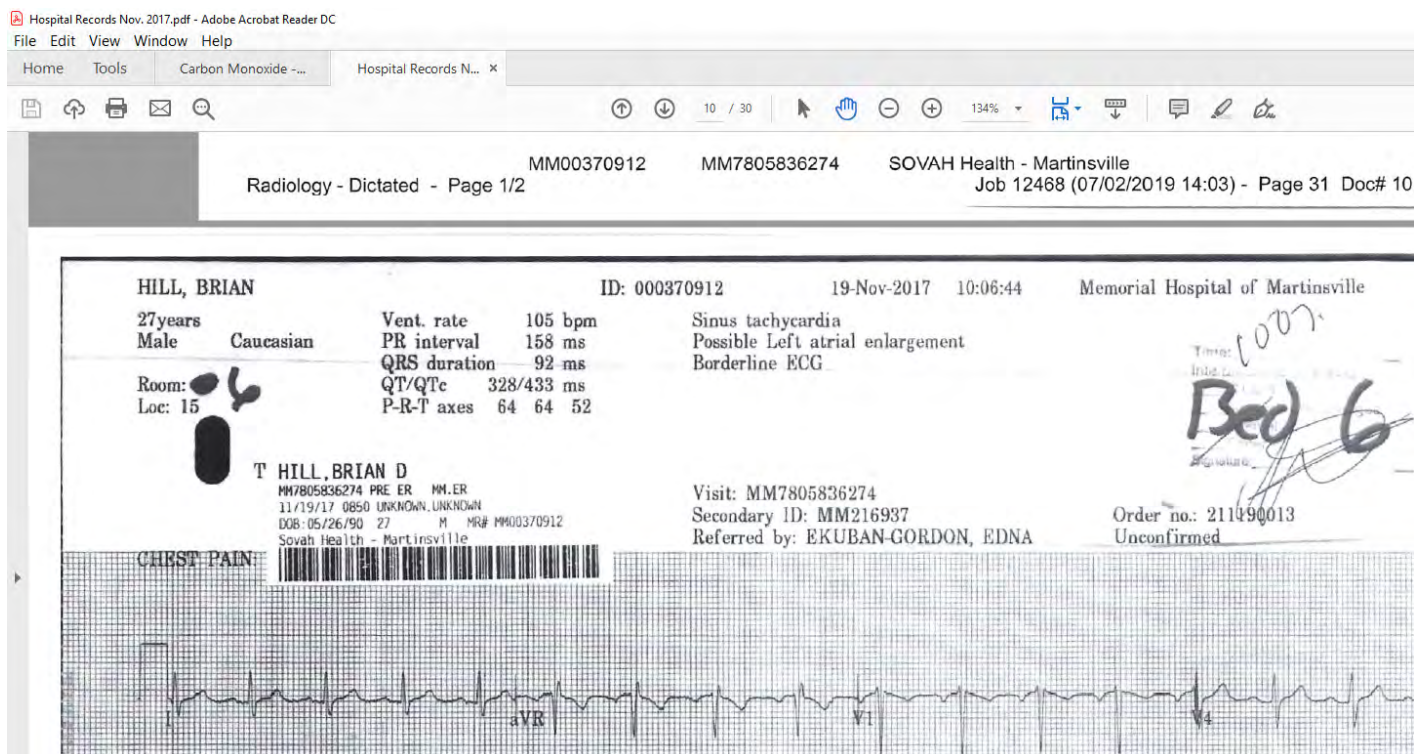 Hospital Records Nov. 2017.pdf - Adobe Acrobat Reader DC
File Edit View Window Help
Home Tools Carbon Monoxide -... Hospital Records N... ×
10 / 30 134%
MM00370912 MM7805836274 SOVAH Health - Martinsville
Radiology - Dictated - Page 1/2 Job 12468 (07/02/2019 14:03) - Page 31 Doc# 10
HILL, BRIAN ID: 000370912 19-Nov-2017 10:06:44 Memorial Hospital of Martinsville
27years Vent. rate 105 bpm Sinus tachycardia
Male Caucasian PR interval 158 ms Possible Left atrial enlargement
QRS duration 92 ms Borderline ECG
Time: 1007
Room: 6 QT/QTc 328/433 ms
Loc: 15 P-R-T axes 64 64 52
Bed 6
Signature:
T HILL,BRIAN D
MM7805836274 PRE ER MM.ER
11/19/17 0850 UNKNOWN,UNKNOWN
DOB:05/26/90 27 M MR# MM00370912
Sovah Health - Martinsville
Visit: MM7805836274
Secondary ID: MM216937 Order no.: 211190013
Referred by: EKUBAN-GORDON, EDNA Unconfirmed
CHEST PAIN:
I aVR V1 V4